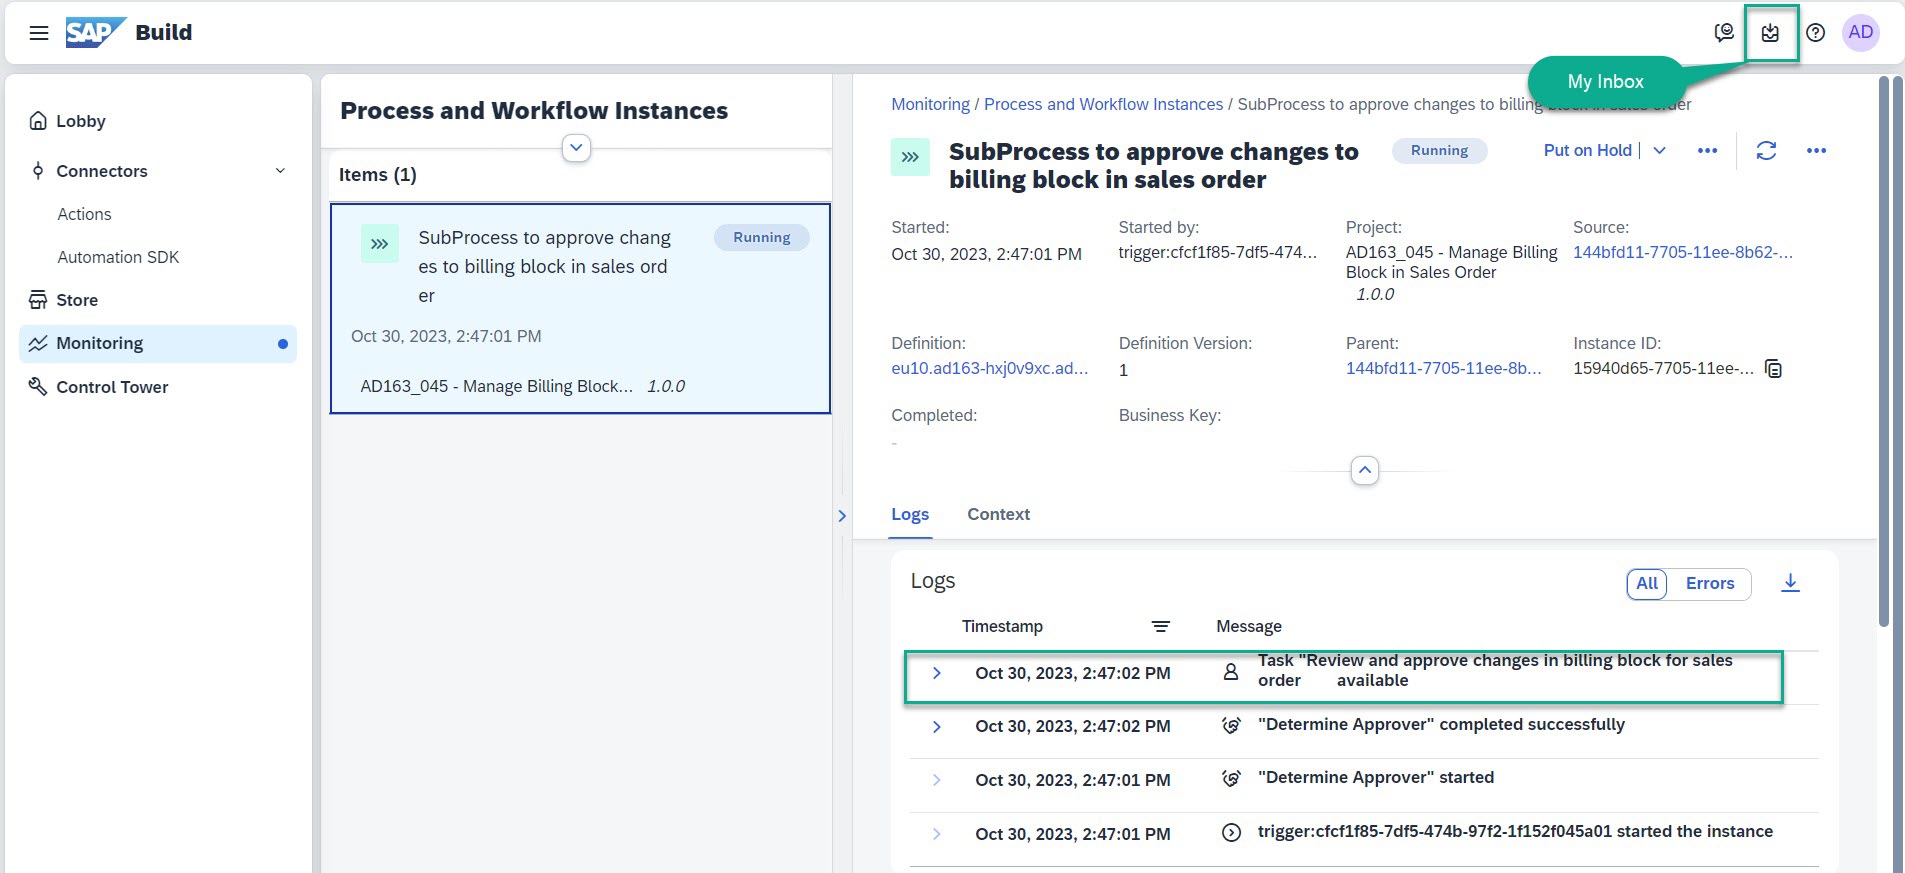 SAP Build
AD
My Inbox
Lobby
Connectors
Actions
Automation SDK
Store
Monitoring
Control Tower
Process and Workflow Instances
Items (1)
SubProcess to approve chang
es to billing block in sales ord
er
Running
Oct 30, 2023, 2:47:01 PM
AD163_045 - Manage Billing Block... 1.0.0
Monitoring / Process and Workflow Instances / SubProcess to approve changes to billing block in sales order
SubProcess to approve changes to
billing block in sales order
Running
Put on Hold
Started:
Oct 30, 2023, 2:47:01 PM
Started by:
trigger:cfcf1f85-7df5-474...
Project:
AD163_045 - Manage Billing
Block in Sales Order
1.0.0
Source:
144bfd11-7705-11ee-8b62-...
Definition:
eu10.ad163-hxj0v9xc.ad...
Definition Version:
1
Parent:
144bfd11-7705-11ee-8b...
Instance ID:
15940d65-7705-11ee-...
Completed:
-
Business Key:
Logs Context
Logs
All Errors
Timestamp Message
Oct 30, 2023, 2:47:02 PM Task "Review and approve changes in billing block for sales
order available
Oct 30, 2023, 2:47:02 PM "Determine Approver" completed successfully
Oct 30, 2023, 2:47:01 PM "Determine Approver" started
Oct 30, 2023, 2:47:01 PM trigger:cfcf1f85-7df5-474b-97f2-1f152f045a01 started the instance